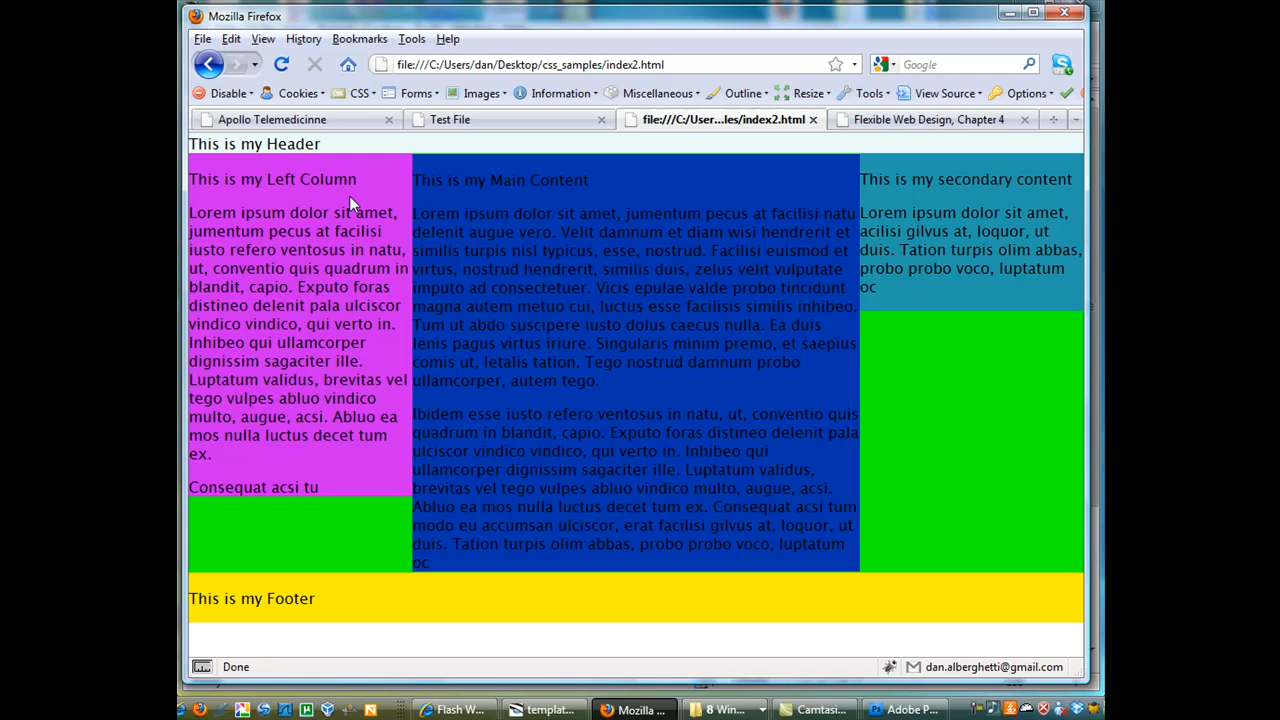 Mozilla Firefox
File Edit View History Bookmarks Tools Help
file:///C:/Users/dan/Desktop/css_samples/index2.html
Google
Disable Cookies CSS Forms Images Information Miscellaneous Outline Resize Tools View Source Options
Apollo Telemedicinne
Test File
file:///C:/User...les/index2.html
Flexible Web Design, Chapter 4
This is my Header
This is my Left Column
Lorem ipsum dolor sit amet,
jumentum pecus at facilisi
iusto refero ventosus in natu,
ut, conventio quis quadrum in
blandit, capio. Exputo foras
distineo delenit pala ulciscor
vindico vindico, qui verto in.
Inhibeo qui ullamcorper
dignissim sagaciter ille.
Luptatum validus, brevitas vel
tego vulpes abluo vindico
multo, augue, acsi. Abluo ea
mos nulla luctus decet tum
ex.
Consequat acsi tu
This is my Main Content
Lorem ipsum dolor sit amet, jumentum pecus at facilisi natu
delenit augue vero. Velit damnum et diam wisi hendrerit et
similis turpis nisl typicus, esse, nostrud. Facilisi euismod et
virtus, nostrud hendrerit, similis duis, zelus velit vulputate
imputo ad consectetuer. Vicis epulae valde probo tincidunt
magna autem metuo cui, luctus esse facilisis similis inhibeo.
Tum ut abdo suscipere iusto dolus caecus nulla. Ea duis
lenis pagus virtus iriure. Singularis minim premo, et saepius
comis ut, letalis tation. Tego nostrud damnum probo
ullamcorper, autem tego.
Ibidem esse iusto refero ventosus in natu, ut, conventio quis
quadrum in blandit, capio. Exputo foras distineo delenit pala
ulciscor vindico vindico, qui verto in. Inhibeo qui
ullamcorper dignissim sagaciter ille. Luptatum validus,
brevitas vel tego vulpes abluo vindico multo, augue, acsi.
Abluo ea mos nulla luctus decet tum ex. Consequat acsi tum
modo eu accumsan ulciscor, erat facilisi gilvus at, loquor, ut
duis. Tation turpis olim abbas, probo probo voco, luptatum
oc
This is my secondary content
Lorem ipsum dolor sit amet,
acilisi gilvus at, loquor, ut
duis. Tation turpis olim abbas,
probo probo voco, luptatum
oc
This is my Footer
Done
dan.alberghetti@gmail.com
Flash W...
templat...
Mozilla ...
8 Win...
Camtasi...
Adobe P...